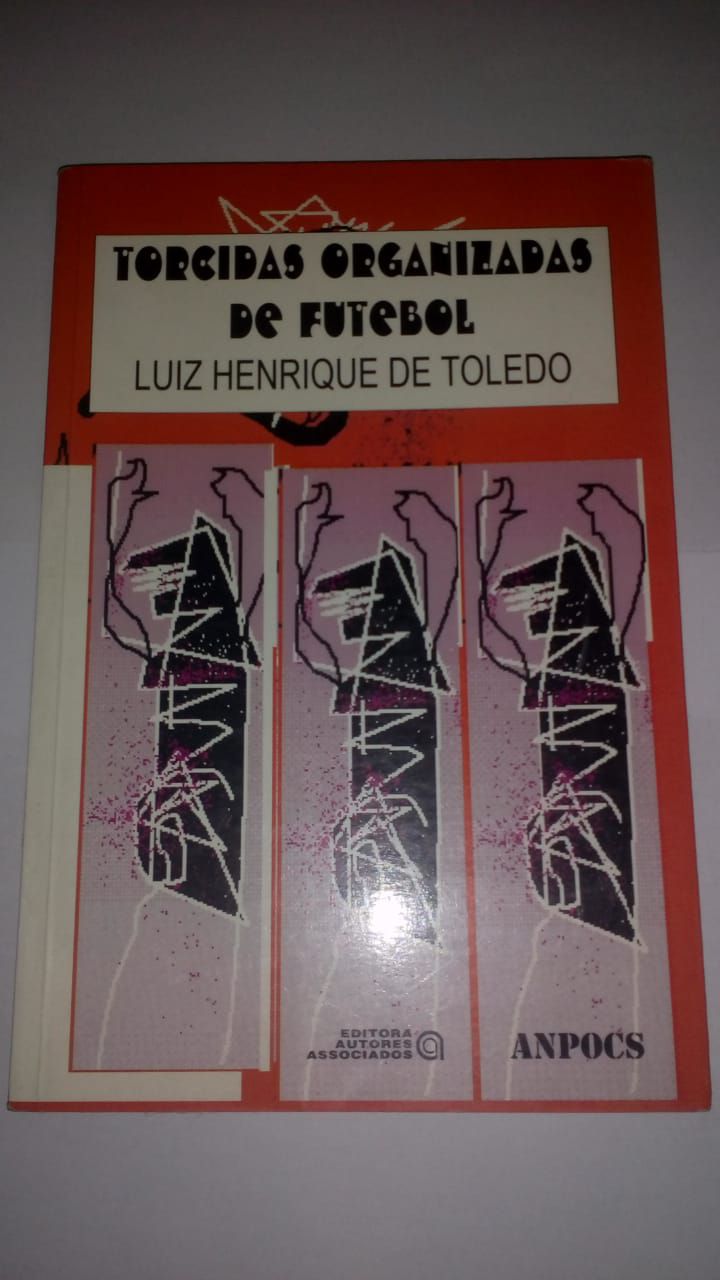 TORCIDAS ORGANIZADAS
DE FUTEBOL
LUIZ HENRIQUE DE TOLEDO
EDITORA
AUTORES
ASSOCIADOS
ANPOCS